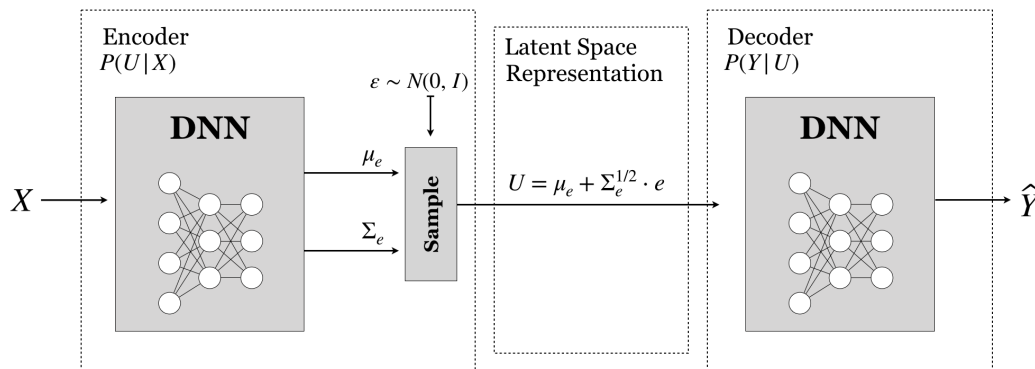 Encoder
P(U|X)
Latent Space
Representation
Decoder
P(Y|U)
ε ~ N(0, I)
DNN
DNN
μ_e
Σ_e
Sample
U = μ_e + Σ_e^{1/2} · e
X
Ŷ